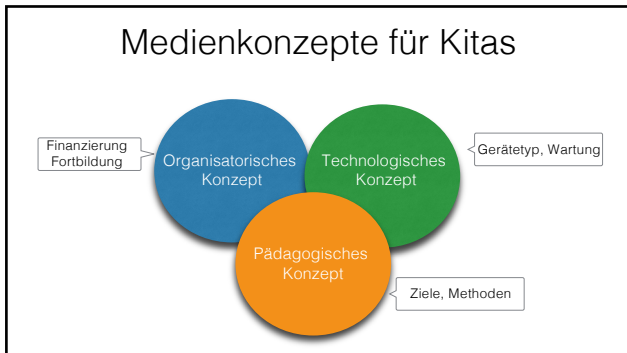 Medienkonzepte für Kitas
Finanzierung
Fortbildung
Organisatorisches
Konzept
Technologisches
Konzept
Gerätetyp, Wartung
Pädagogisches
Konzept
Ziele, Methoden